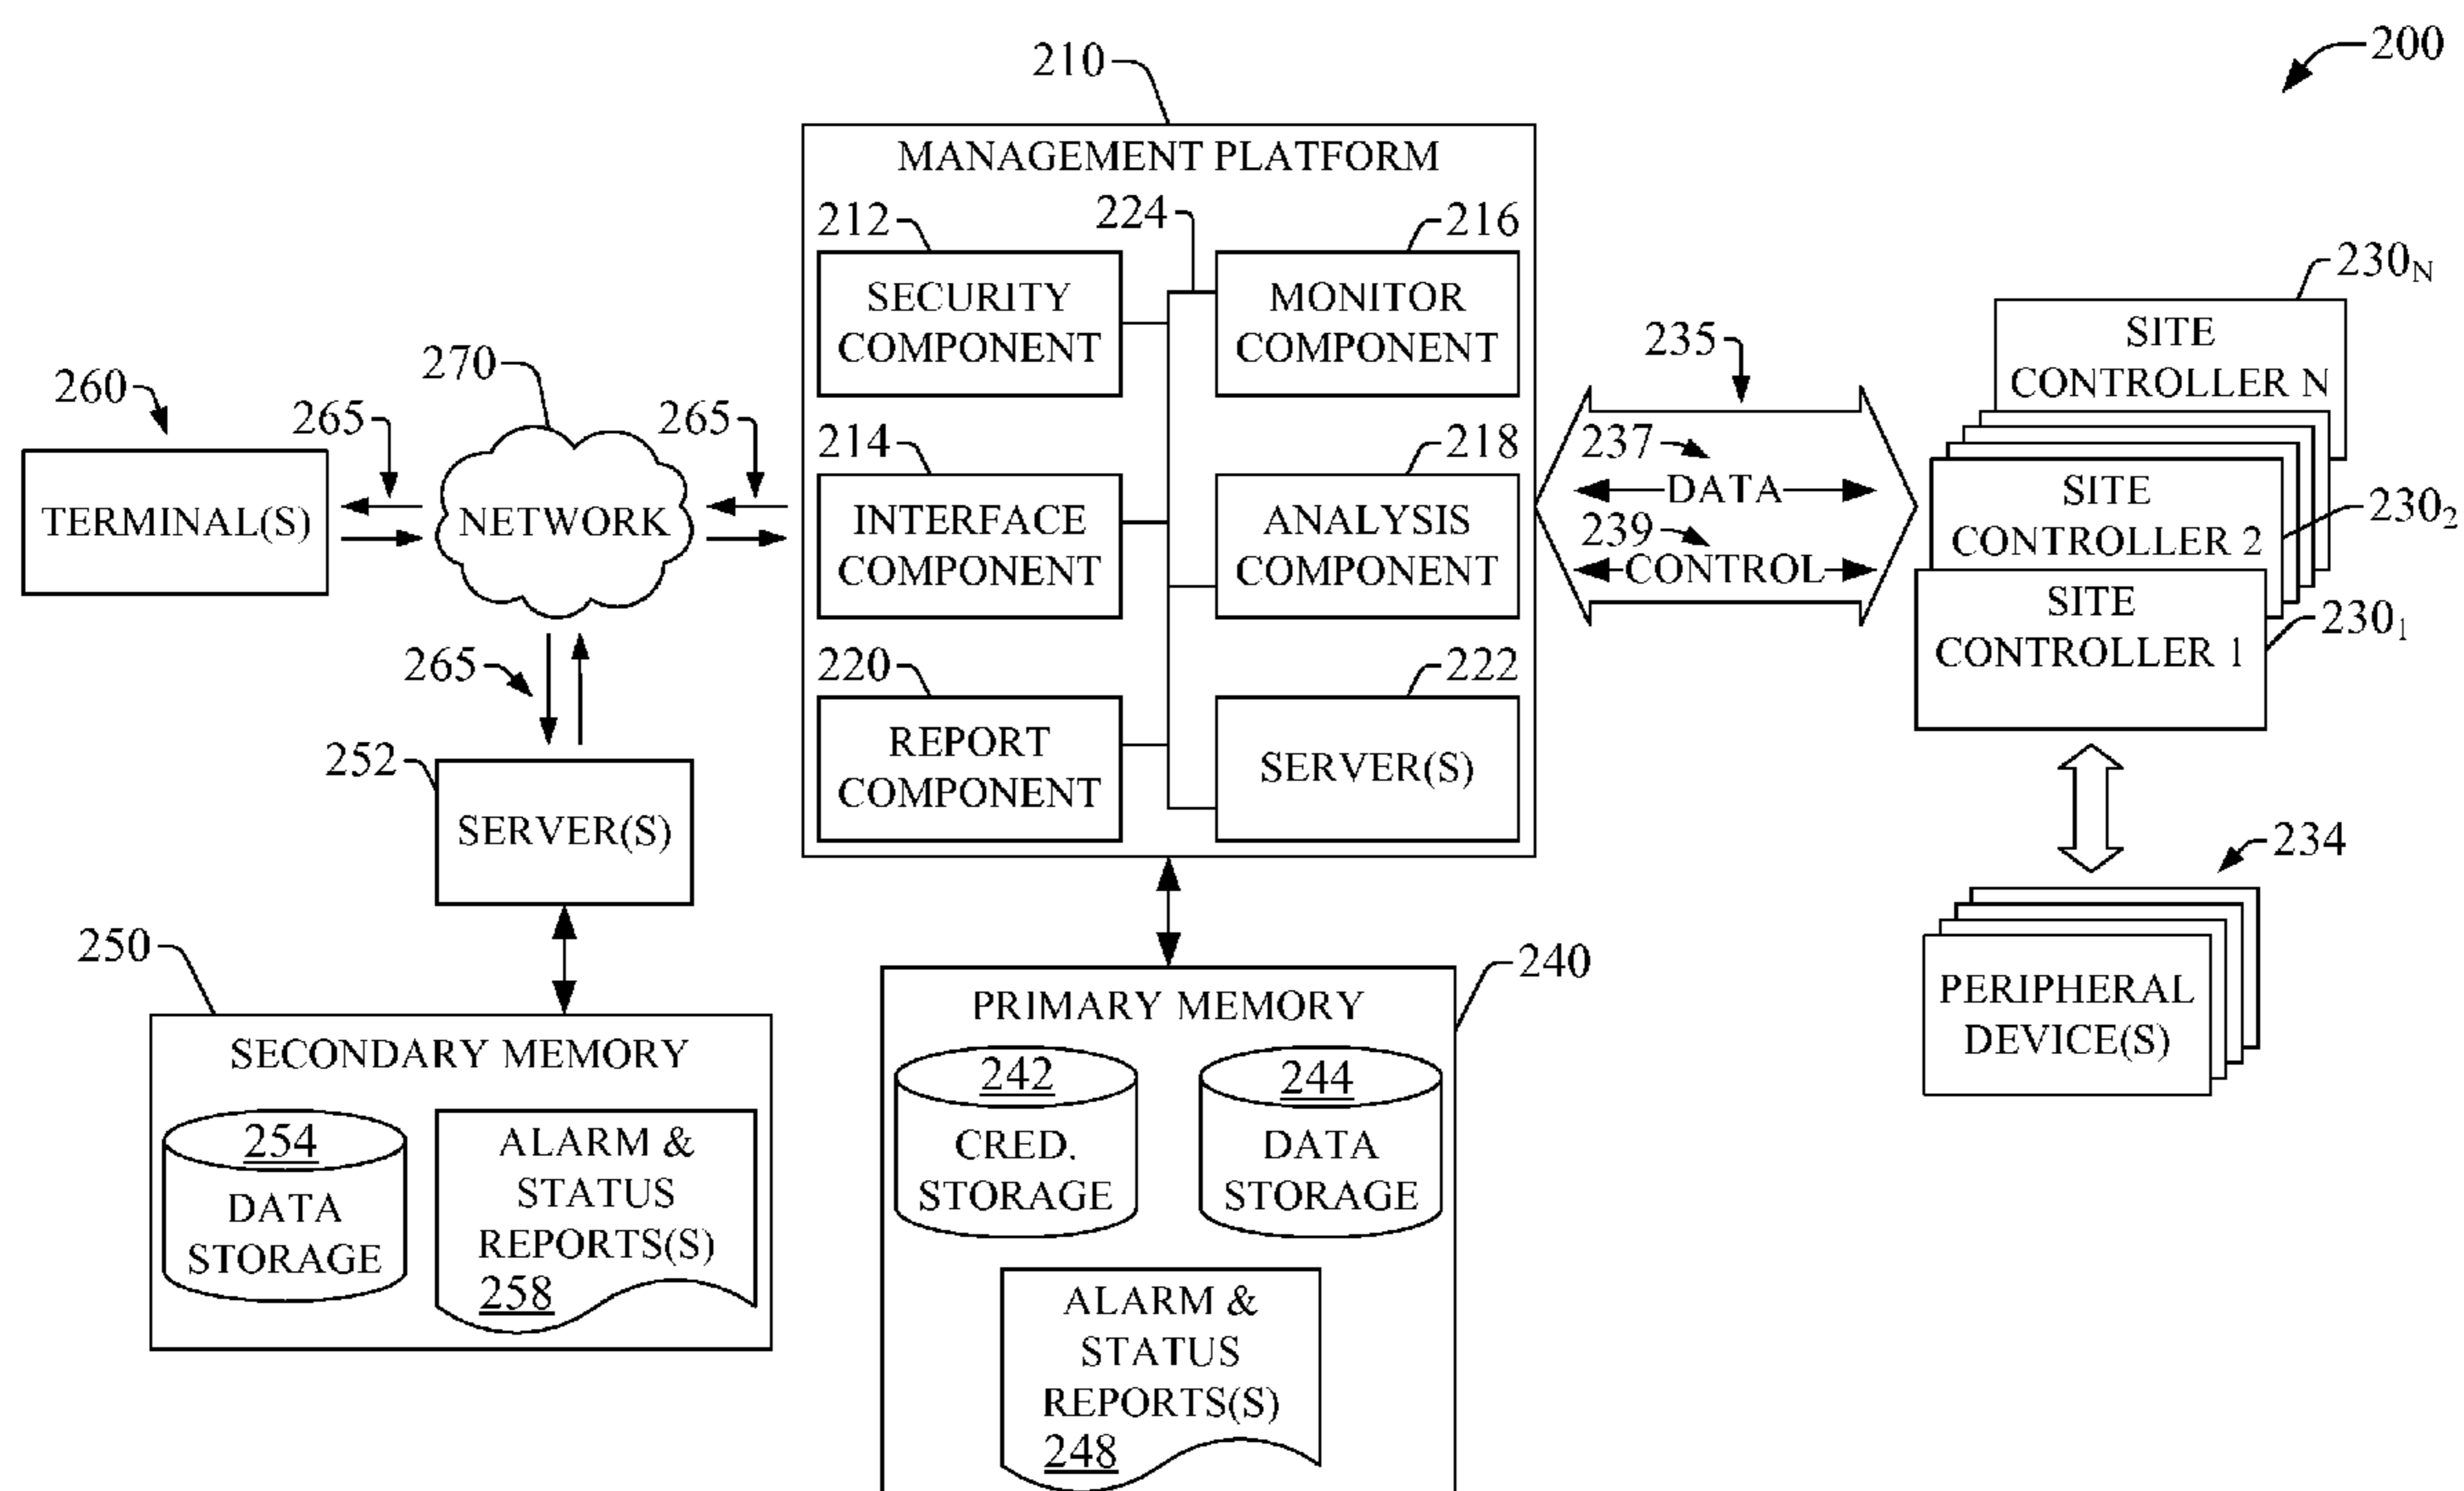 200
210
MANAGEMENT PLATFORM
212
224
216
SECURITY
COMPONENT
MONITOR
COMPONENT
214
218
INTERFACE
COMPONENT
ANALYSIS
COMPONENT
220
222
REPORT
COMPONENT
SERVER(S)
260
265
270
265
TERMINAL(S)
NETWORK
265
252
SERVER(S)
235
237
DATA
239
CONTROL
230N
SITE
CONTROLLER N
SITE
CONTROLLER 2
2302
SITE
CONTROLLER 1
2301
234
PERIPHERAL
DEVICE(S)
250
SECONDARY MEMORY
254
DATA
STORAGE
ALARM &
STATUS
REPORTS(S)
258
240
PRIMARY MEMORY
242
CRED.
STORAGE
244
DATA
STORAGE
ALARM &
STATUS
REPORTS(S)
248